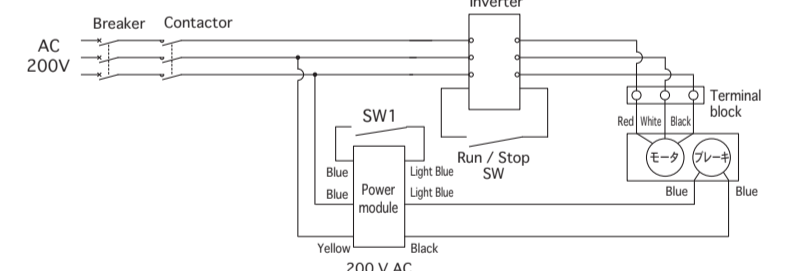 Inverter
Breaker Contactor
AC
200V
Terminal
block
Red White Black
SW1
Run / Stop
SW
モータ ブレーキ
Blue Light Blue
Blue Light Blue
Power
module
Blue Blue
Yellow Black
200 V AC